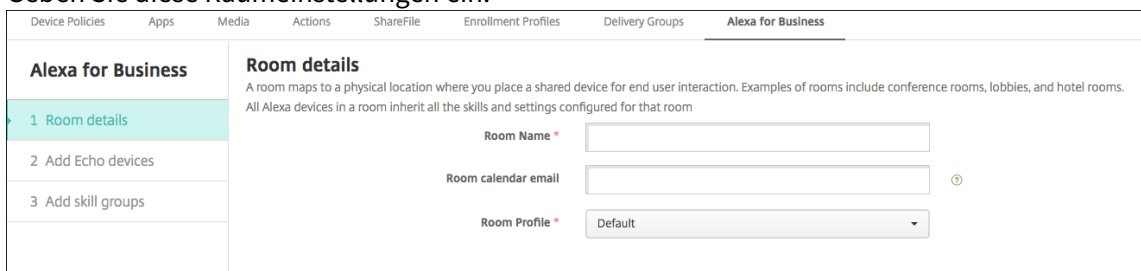 Geben Sie diese Raumeinstellungen ein:
Device Policies Apps Media Actions ShareFile Enrollment Profiles Delivery Groups Alexa for Business
Alexa for Business
1 Room details
2 Add Echo devices
3 Add skill groups
Room details
A room maps to a physical location where you place a shared device for end user interaction. Examples of rooms include conference rooms, lobbies, and hotel rooms.
All Alexa devices in a room inherit all the skills and settings configured for that room
Room Name *
Room calendar email
Room Profile * Default